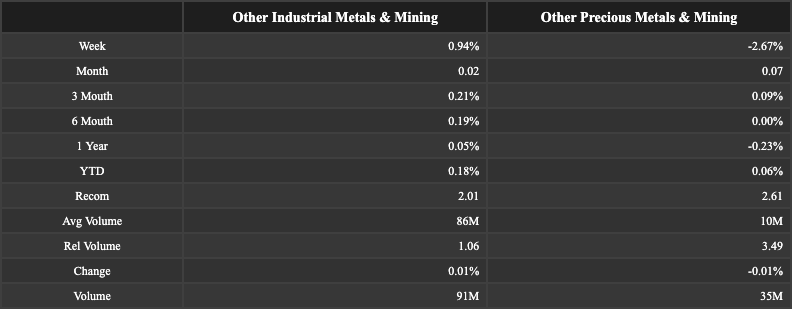 Other Industrial Metals & Mining Other Precious Metals & Mining
Week 0.94% -2.67%
Month 0.02 0.07
3 Mouth 0.21% 0.09%
6 Mouth 0.19% 0.00%
1 Year 0.05% -0.23%
YTD 0.18% 0.06%
Recom 2.01 2.61
Avg Volume 86M 10M
Rel Volume 1.06 3.49
Change 0.01% -0.01%
Volume 91M 35M